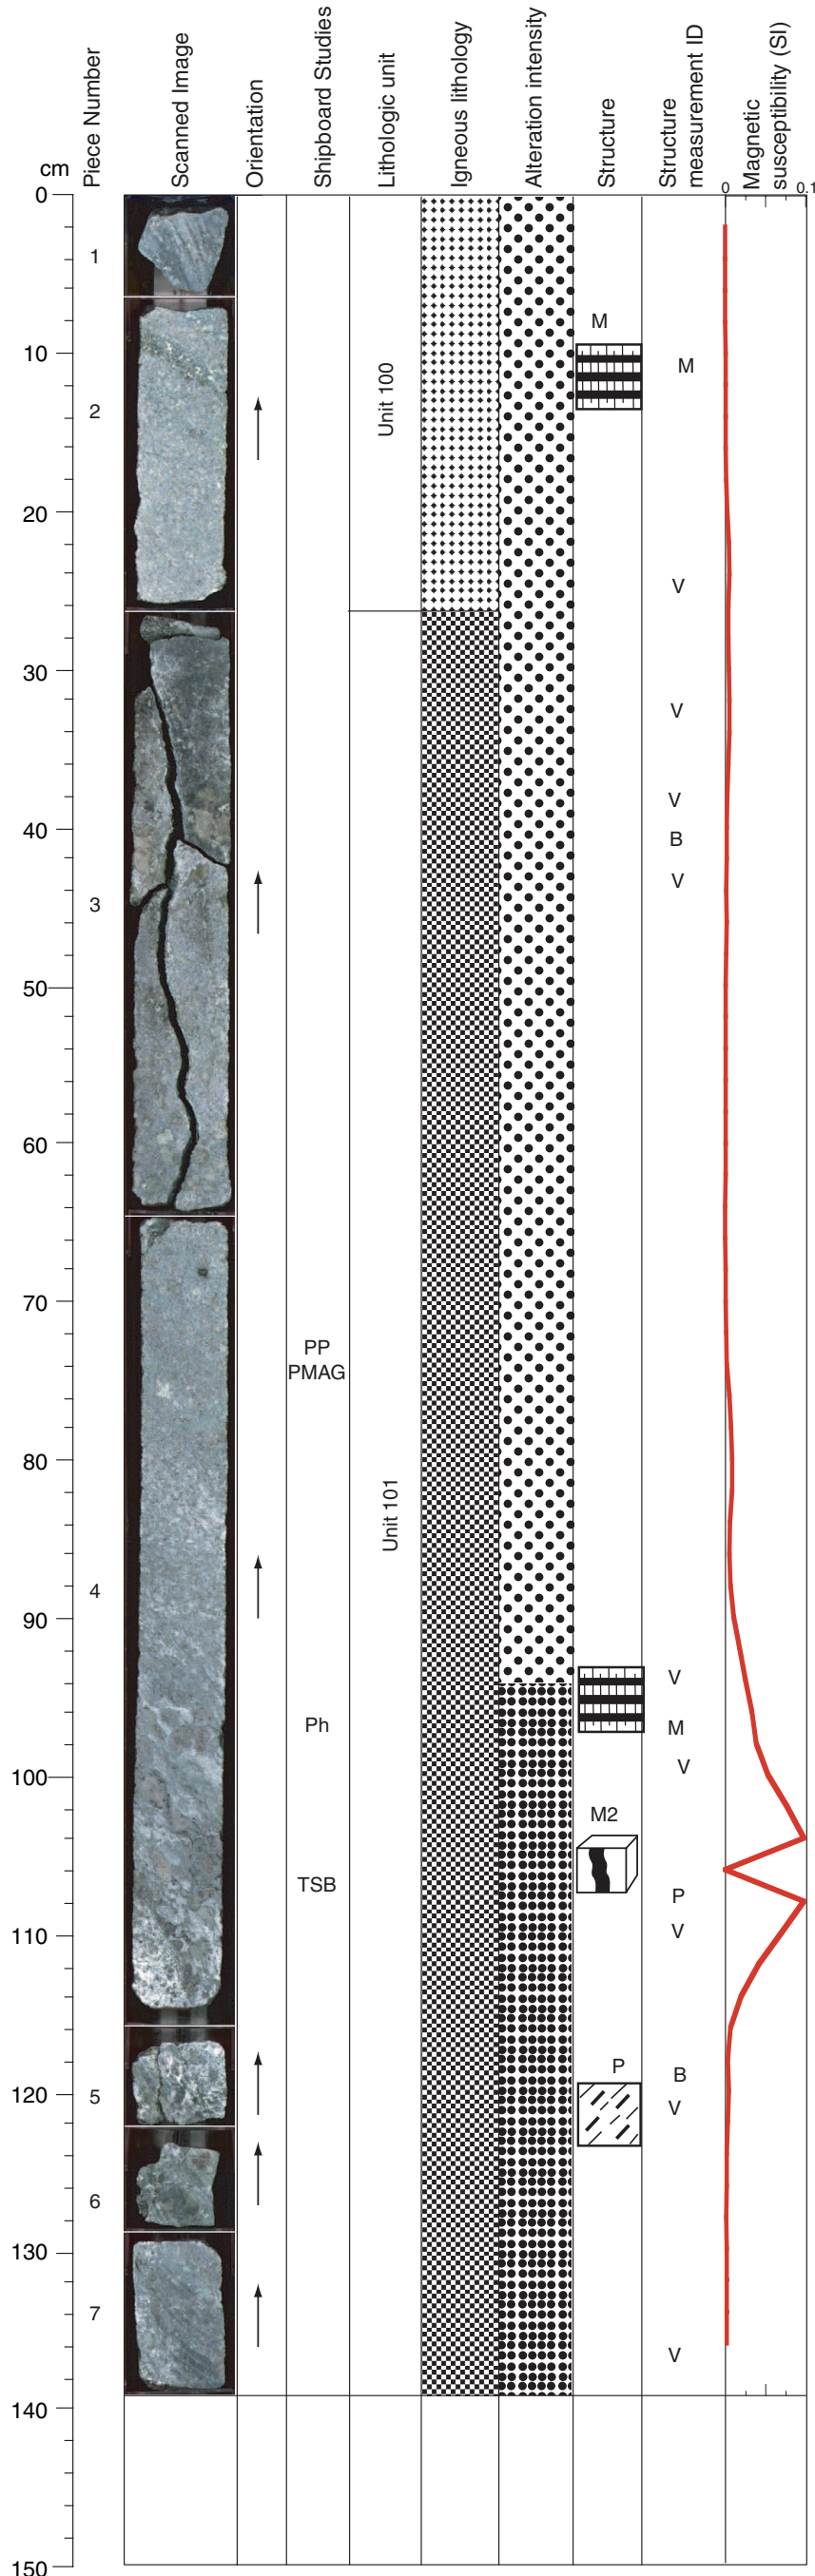 cm
Piece Number
Scanned Image
Orientation
Shipboard Studies
Lithologic unit
Igneous lithology
Alteration intensity
Structure
Structure
measurement ID
Magnetic
susceptibility (SI)
0
0
0.1
1
M
10
M
2
Unit 100
20
V
30
V
V
40
B
V
3
50
60
70
PP
PMAG
80
Unit 101
4
90
V
Ph
M
V
100
M2
TSB
P
V
110
P
B
120
5
V
6
130
7
V
140
150